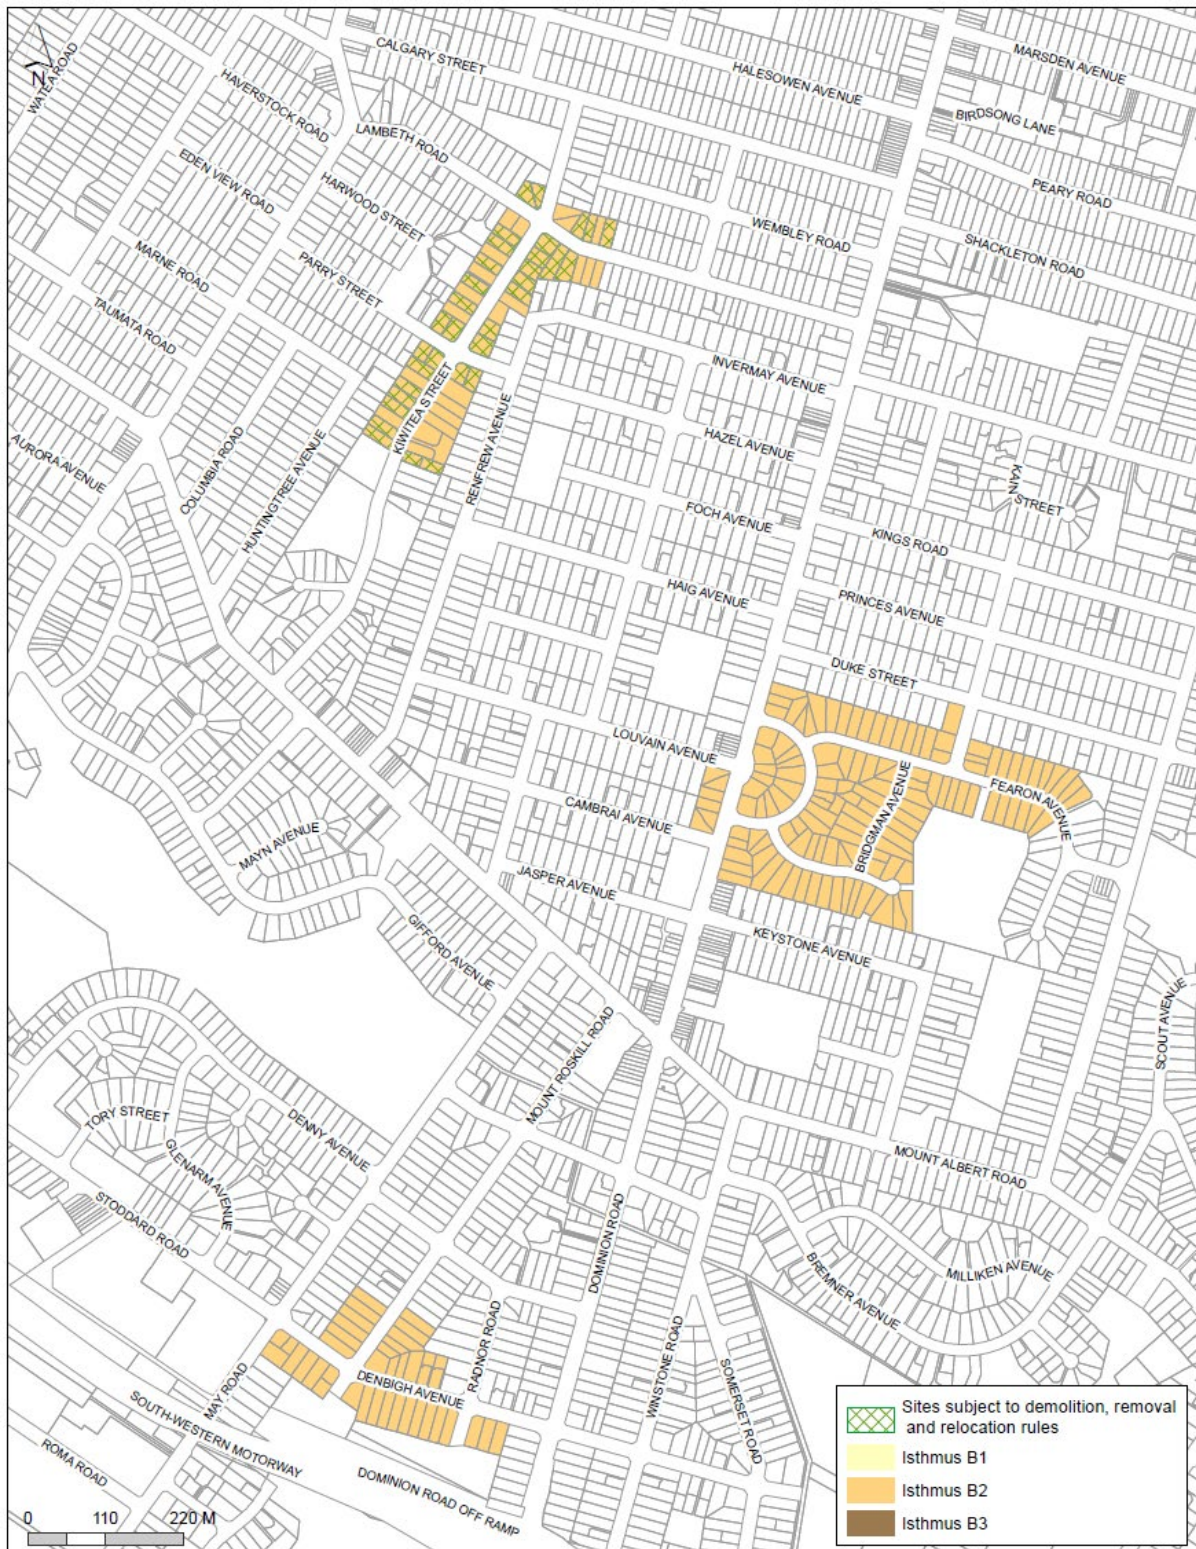 CALGARY STREET
MARSDEN AVENUE
HALESOWEN AVENUE
N
WATEA ROAD
HAVERSTOCK ROAD
BIRDSONG LANE
LAMBETH ROAD
EDEN VIEW ROAD
HARWOOD STREET
PEARY ROAD
WEMBLEY ROAD
SHACKLETON ROAD
MARNE ROAD
PARRY STREET
TAUMATA ROAD
INVERMAY AVENUE
KIWITEA STREET
RENFREW AVENUE
HAZEL AVENUE
AURORA AVENUE
COLUMBIA ROAD
HUNTINGTREE AVENUE
KAIN STREET
FOCH AVENUE
KINGS ROAD
HAIG AVENUE
PRINCES AVENUE
DUKE STREET
LOUVAIN AVENUE
FEARON AVENUE
BRIDGMAN AVENUE
CAMBRAI AVENUE
MAYN AVENUE
JASPER AVENUE
GIFFORD AVENUE
KEYSTONE AVENUE
SCOUT AVENUE
MOUNT ROSKILL ROAD
TORY STREET
DENNY AVENUE
GLENARM AVENUE
MOUNT ALBERT ROAD
STODDARD ROAD
DOMINION ROAD
MILLIKEN AVENUE
BREMNER AVENUE
RADNOR ROAD
WINSTONE ROAD
SOMERSET ROAD
DENBIGH AVENUE
MAY ROAD
SOUTH-WESTERN MOTORWAY
ROMA ROAD
DOMINION ROAD OFF RAMP
Sites subject to demolition, removal
and relocation rules
Isthmus B1
Isthmus B2
Isthmus B3
0 110 220 M